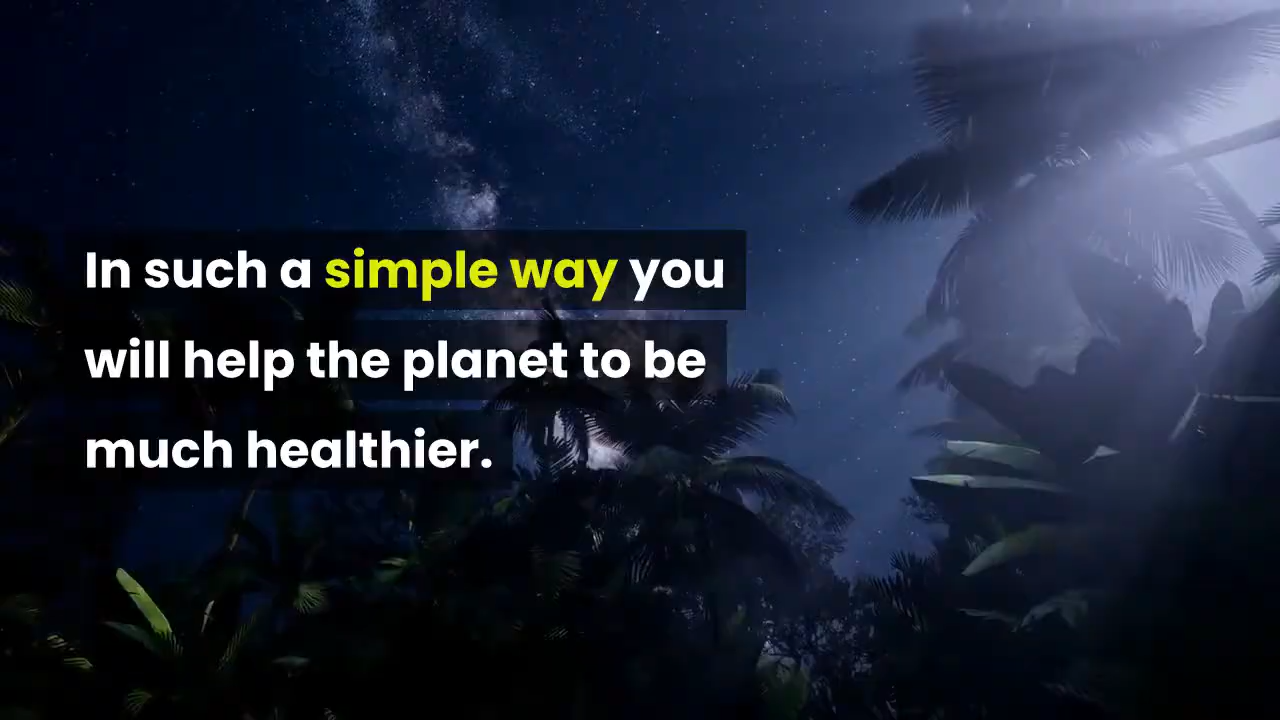 In such a simple way you
will help the planet to be
much healthier.